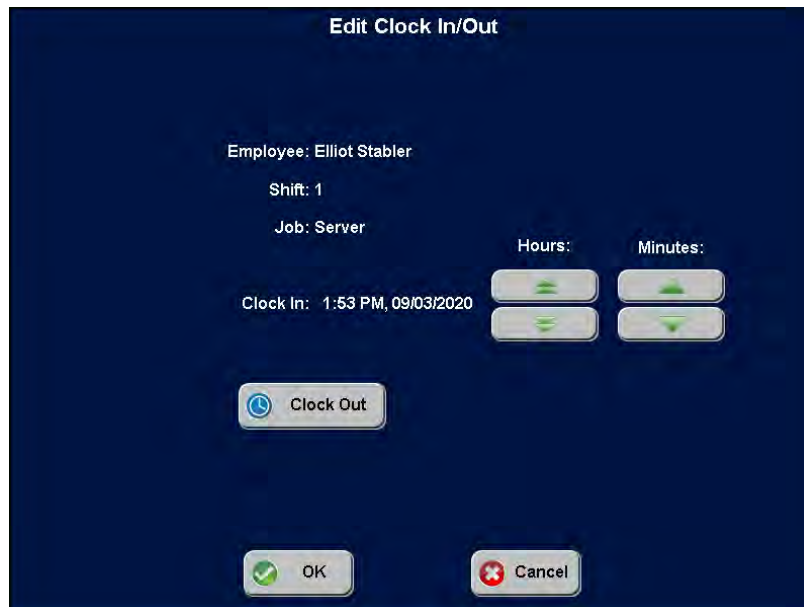 Edit Clock In/Out
Employee: Elliot Stabler
Shift: 1
Job: Server
Hours: Minutes:
Clock In: 1:53 PM, 09/03/2020
Clock Out
OK Cancel